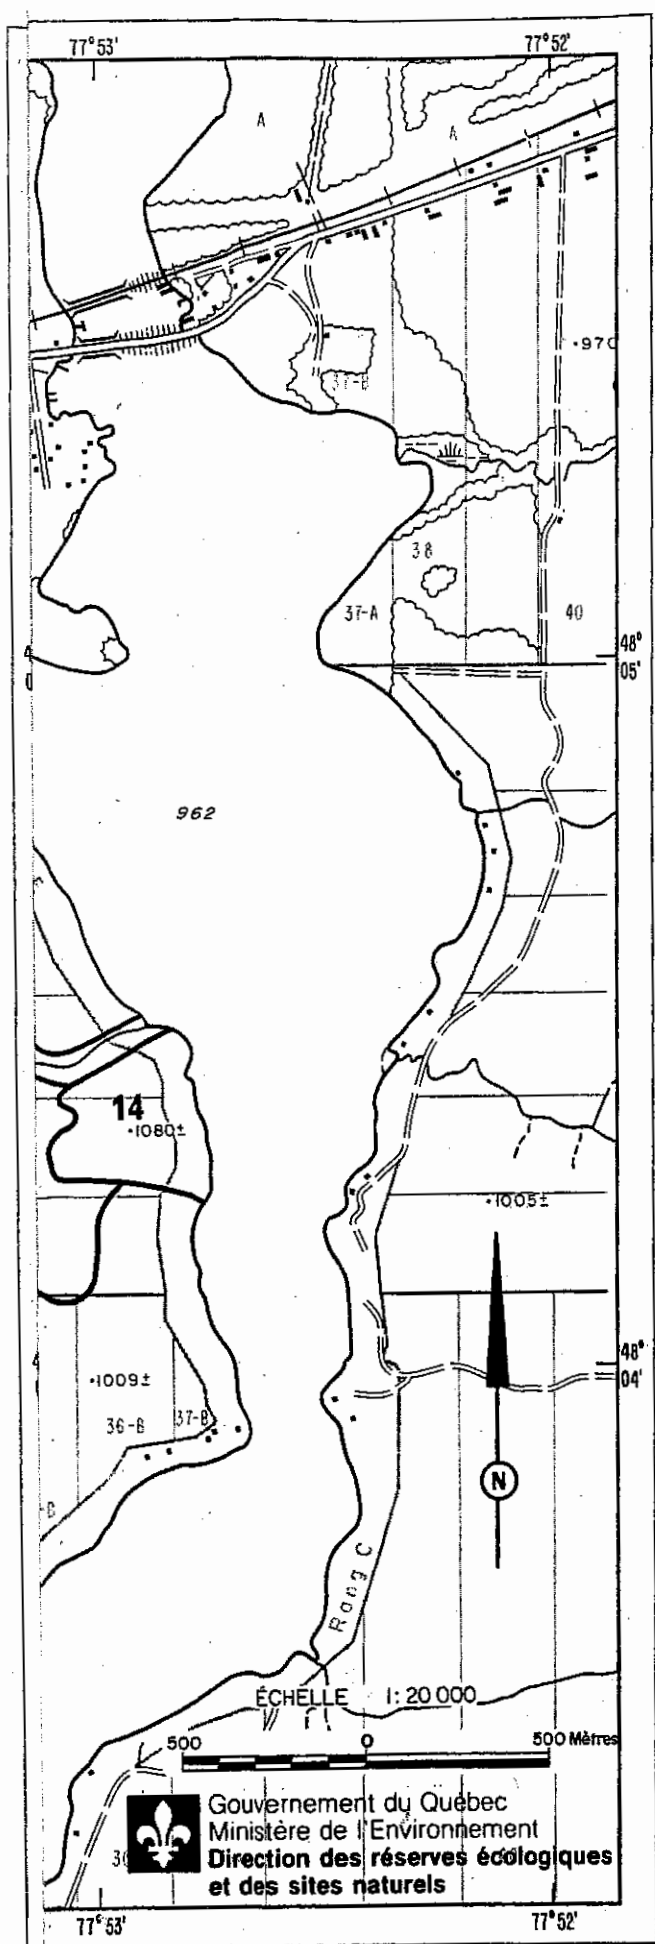 77°53'
77°52'
A
A
970
37-B
38
37-A
40
48°
05'
962
14
1080±
1005±
48°
04'
1009±
36-B
37-B
-B
N
Rang C
ÉCHELLE 1:20 000
500
0
500 Mètres
Gouvernement du Québec
Ministère de l'Environnement
Direction des réserves écologiques
et des sites naturels
77°53'
77°52'